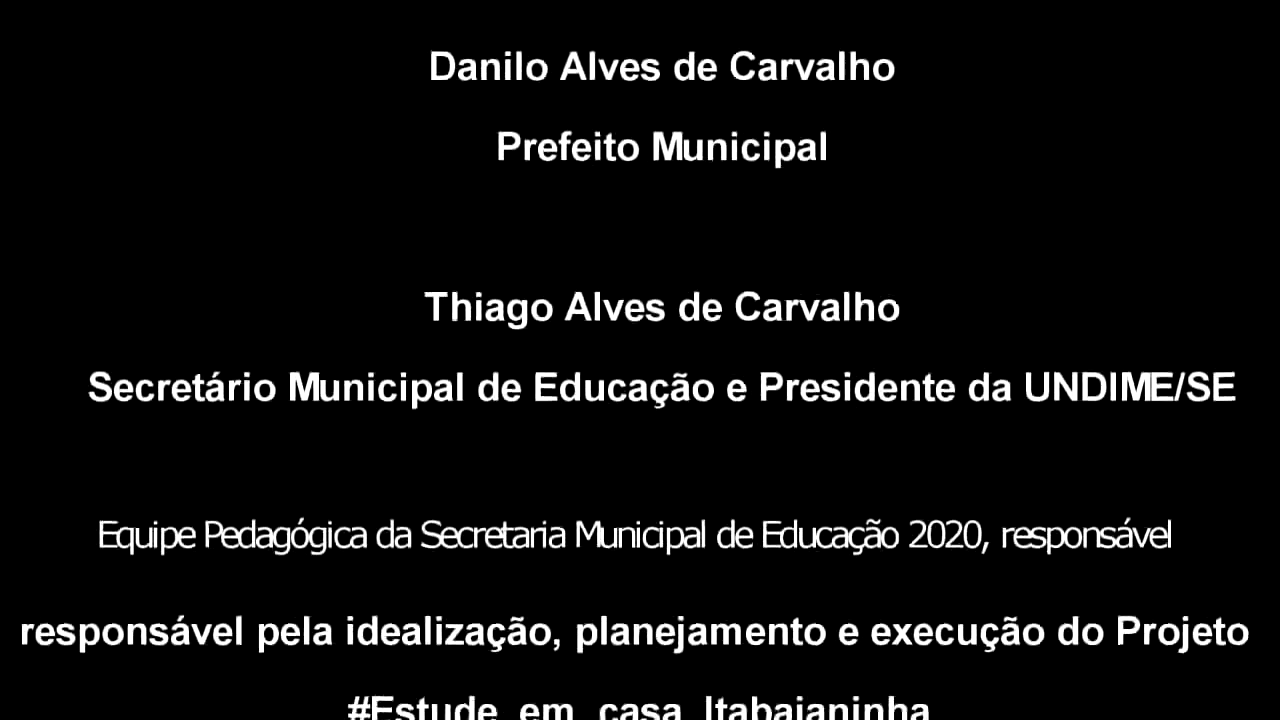 Danilo Alves de Carvalho
Prefeito Municipal
Thiago Alves de Carvalho
Secretário Municipal de Educação e Presidente da UNDIME/SE
Equipe Pedagógica da Secretaria Municipal de Educação 2020, responsável
responsável pela idealização, planejamento e execução do Projeto
#Estude_em_casa_Itabaianinha